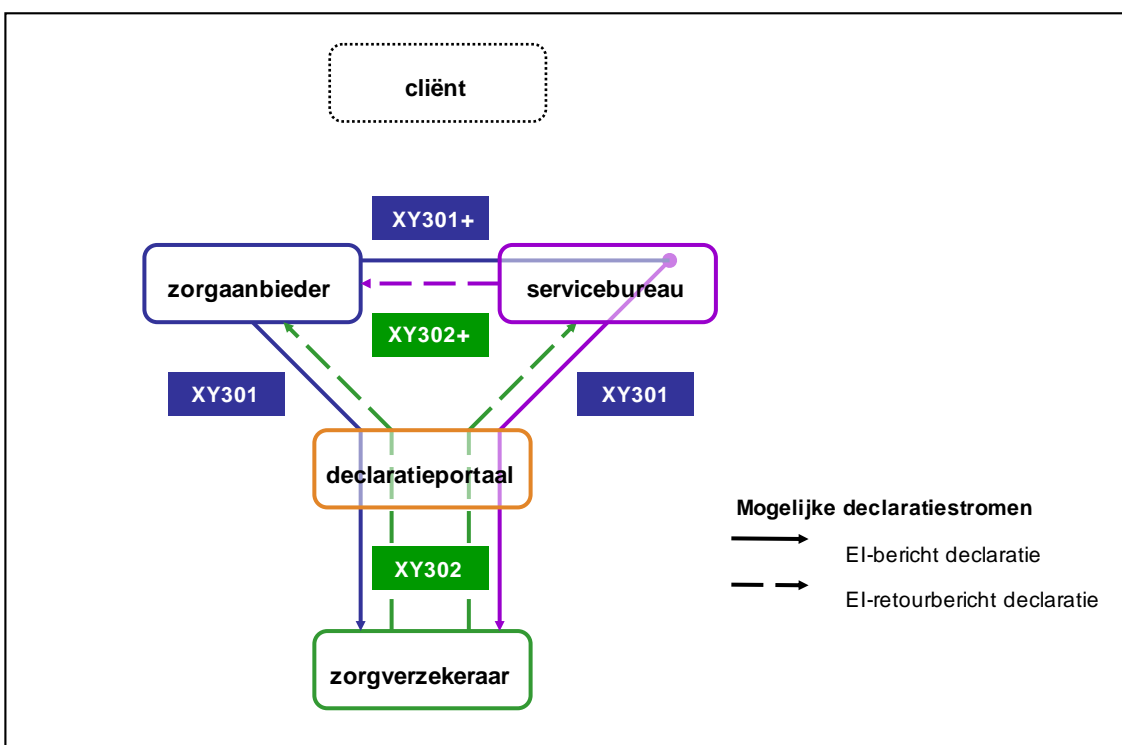 cliënt
XY301+
zorgaanbieder
servicebureau
XY302+
XY301
XY301
declaratieportaal
Mogelijke declaratiestromen
EI-bericht declaratie
XY302
EI-retourbericht declaratie
zorgverzekeraar